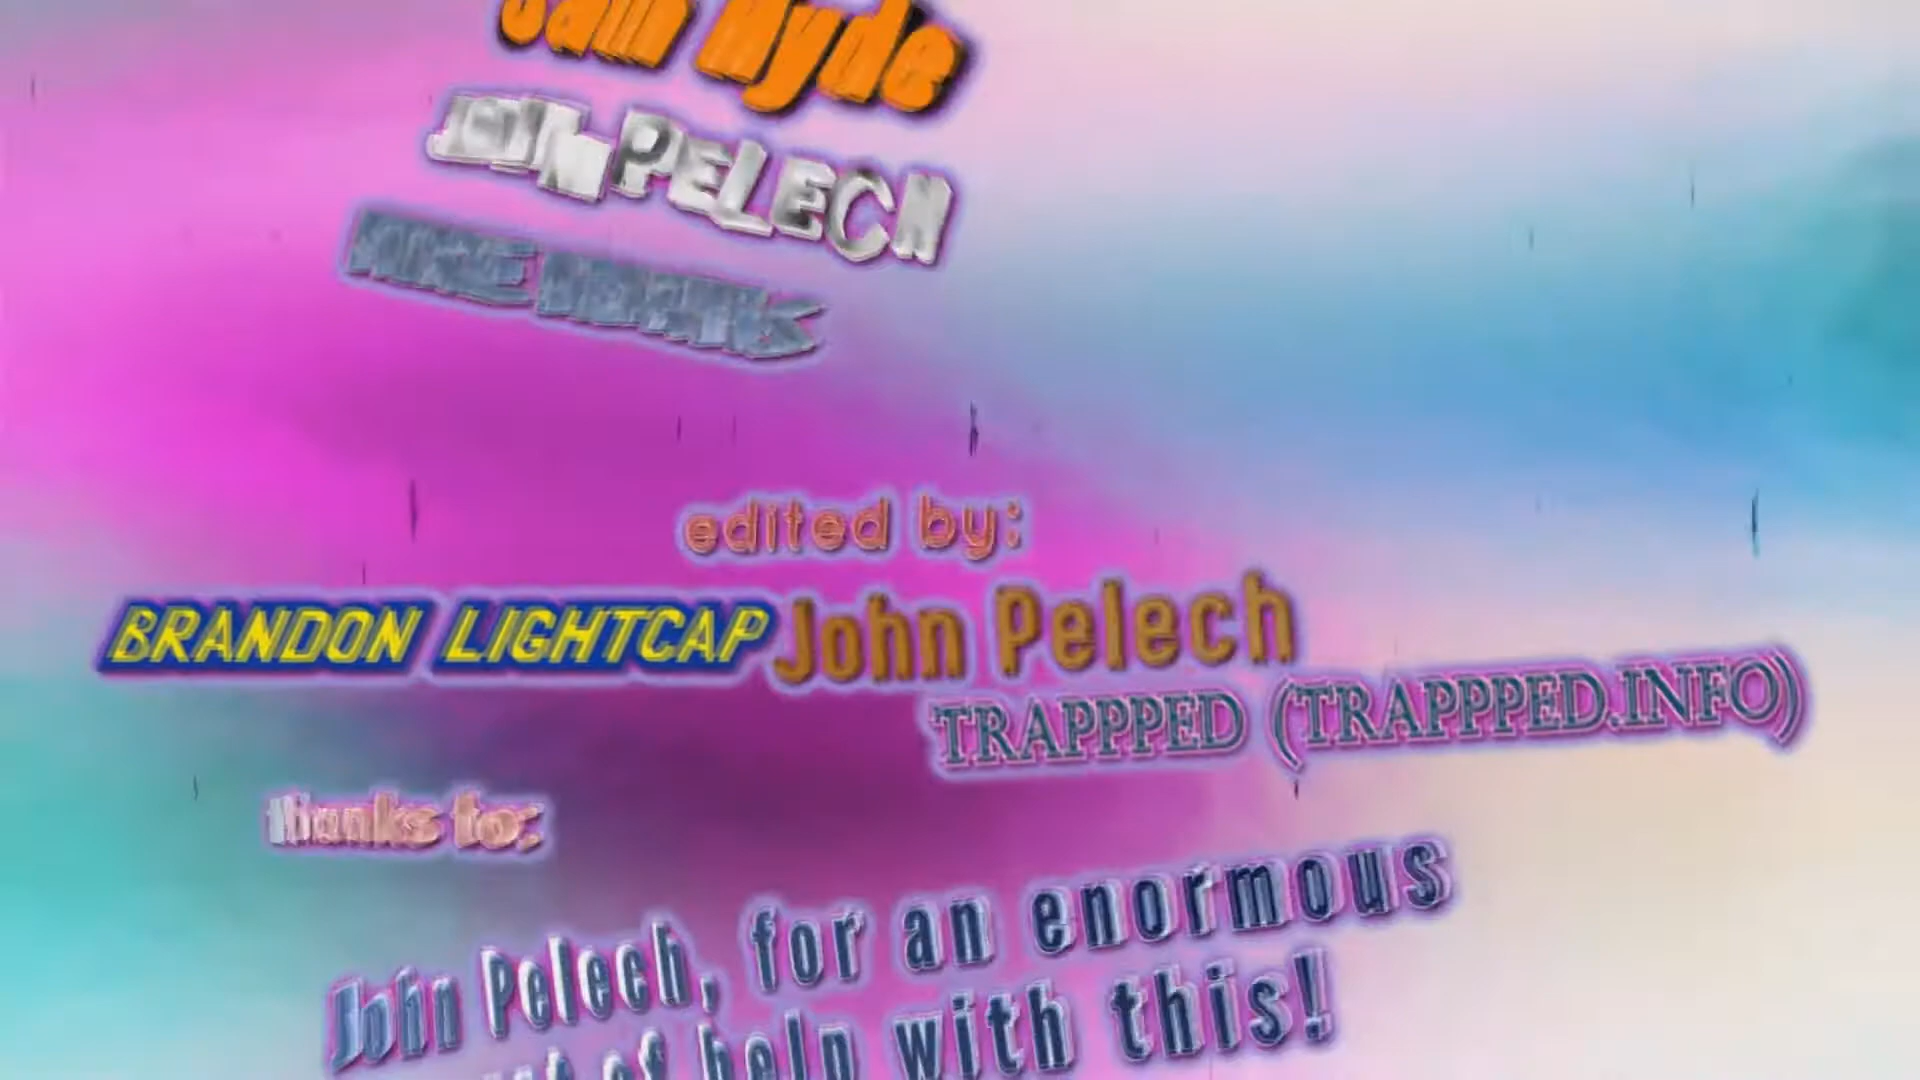 Sam Hyde
JOHN PELECH
edited by:
BRANDON LIGHTCAP John Pelech
TRAPPPED (TRAPPPED.INFO)
thanks to:
John Pelech, for an enormous
of help with this!